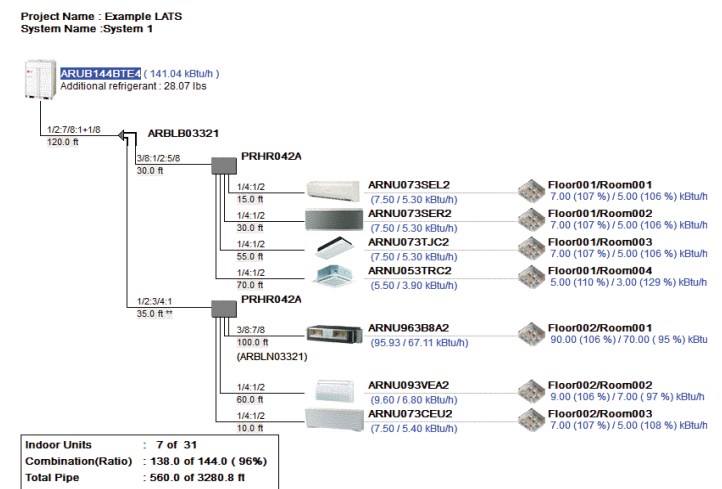 Project Name : Example LATS
System Name :System 1
ARUB144BTE4 ( 141.04 kBtu/h )
Additional refrigerant : 28.07 lbs
1/2:7/8:1+1/8
120.0 ft
ARBLB03321
3/8:1/2:5/8
30.0 ft
PRHR042A
1/4:1/2
15.0 ft
ARNU073SEL2
(7.50 / 5.30 kBtu/h)
Floor001/Room001
7.00 (107 %) / 5.00 (106 %) kBtu/h
1/4:1/2
30.0 ft
ARNU073SER2
(7.50 / 5.30 kBtu/h)
Floor001/Room002
7.00 (107 %) / 5.00 (106 %) kBtu/h
1/4:1/2
55.0 ft
ARNU073TJC2
(7.50 / 5.30 kBtu/h)
Floor001/Room003
7.00 (107 %) / 5.00 (106 %) kBtu/h
1/4:1/2
70.0 ft
ARNU053TRC2
(5.50 / 3.90 kBtu/h)
Floor001/Room004
5.00 (110 %) / 3.00 (129 %) kBtu/h
1/2:3/4:1
35.0 ft **
PRHR042A
3/8:7/8
100.0 ft
(ARBLN03321)
ARNU963B8A2
(95.93 / 67.11 kBtu/h)
Floor002/Room001
90.00 (106 %) / 70.00 ( 95 %) kBtu
1/4:1/2
60.0 ft
ARNU093VEA2
(9.60 / 6.80 kBtu/h)
Floor002/Room002
9.00 (106 %) / 7.00 ( 97 %) kBtu/h
1/4:1/2
10.0 ft
ARNU073CEU2
(7.50 / 5.40 kBtu/h)
Floor002/Room003
7.00 (107 %) / 5.00 (108 %) kBtu/h
Indoor Units : 7 of 31
Combination(Ratio) : 138.0 of 144.0 ( 96%)
Total Pipe : 560.0 of 3280.8 ft